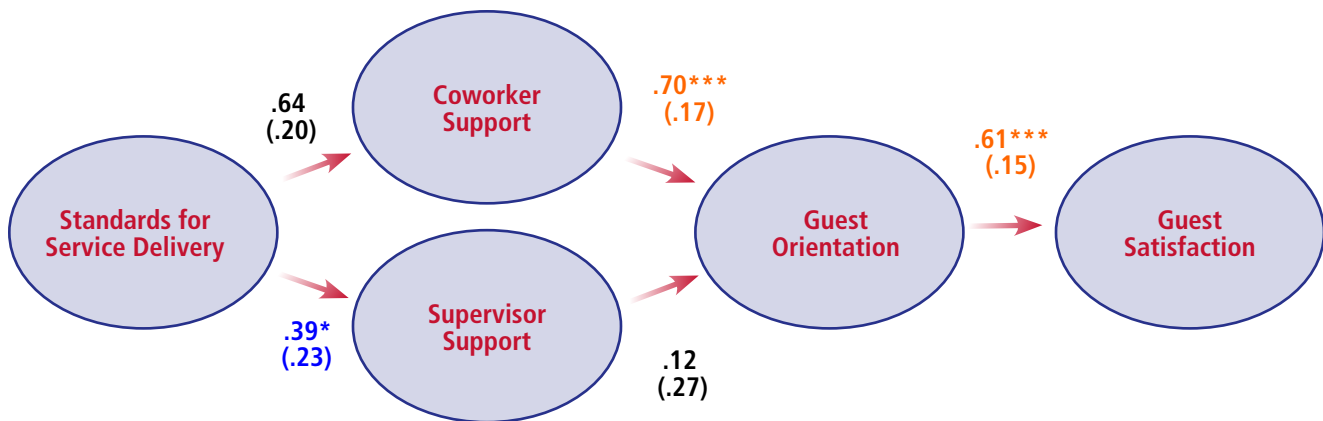 Standards for
Service Delivery
.64
(.20)
.39*
(.23)
Coworker
Support
Supervisor
Support
.70***
(.17)
.12
(.27)
Guest
Orientation
.61***
(.15)
Guest
Satisfaction